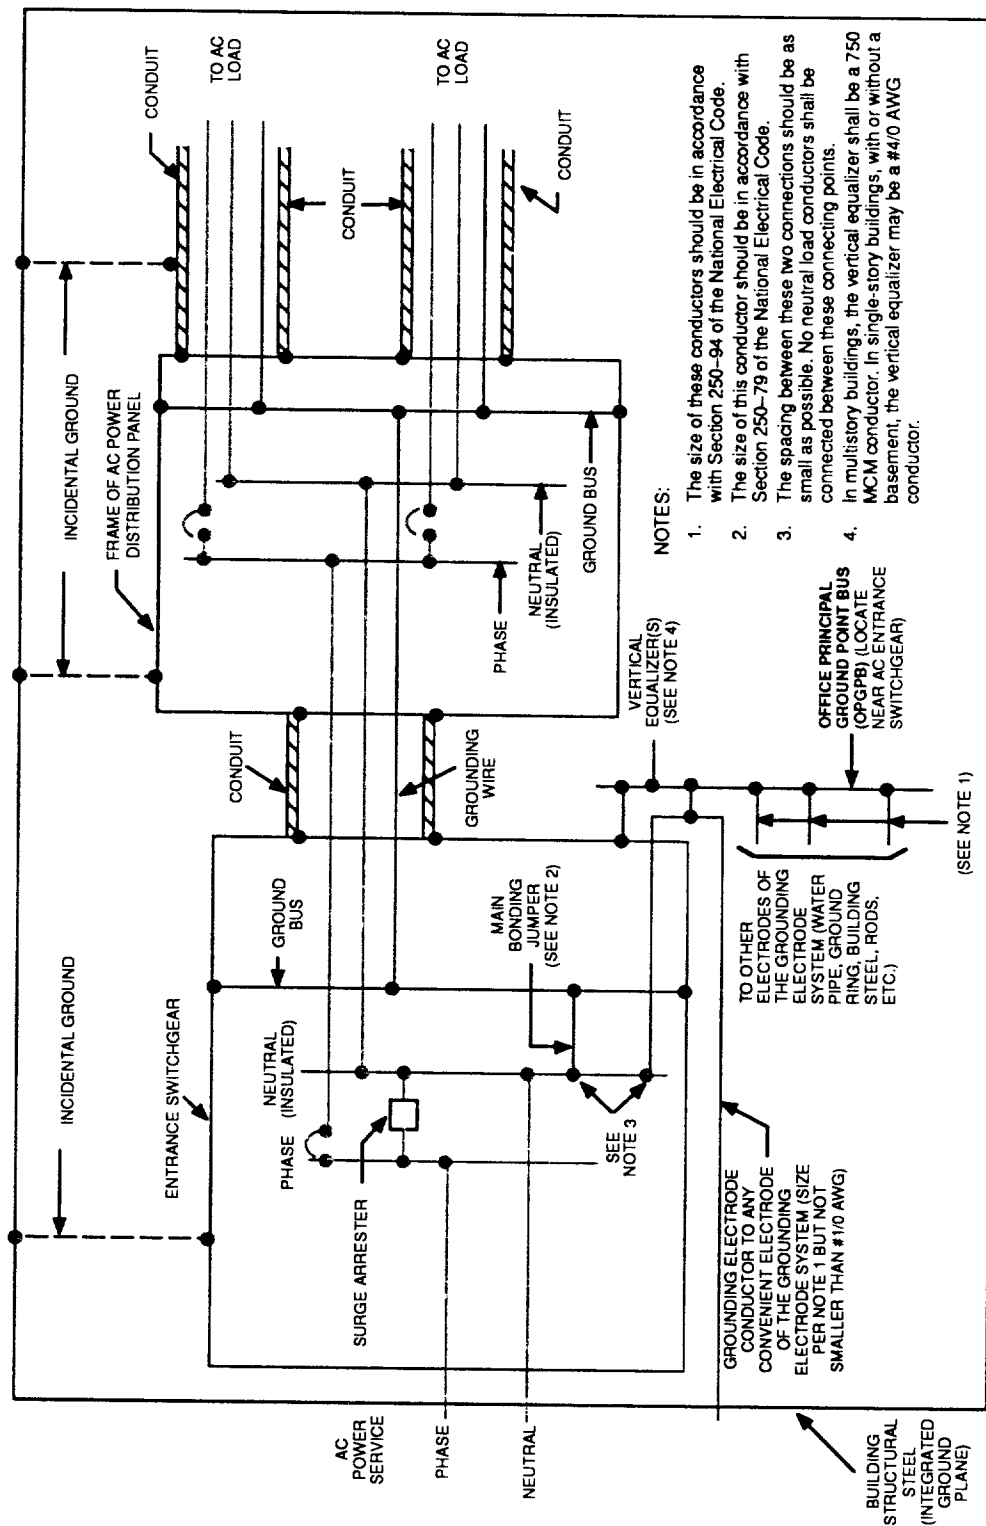 INCIDENTAL GROUND
INCIDENTAL GROUND
ENTRANCE SWITCHGEAR
FRAME OF AC POWER
DISTRIBUTION PANEL
CONDUIT
TO AC
LOAD
TO AC
LOAD
CONDUIT
CONDUIT
CONDUIT
GROUNDING
WIRE
GROUND
BUS
NEUTRAL
(INSULATED)
PHASE
SURGE ARRESTER
MAIN
BONDING
JUMPER
(SEE NOTE 2)
SEE
NOTE 3
PHASE
NEUTRAL
(INSULATED)
GROUND BUS
AC
POWER
SERVICE
PHASE
NEUTRAL
VERTICAL
EQUALIZER(S)
(SEE NOTE 4)
OFFICE PRINCIPAL
GROUND POINT BUS
(OPGPB) (LOCATE
NEAR AC ENTRANCE
SWITCHGEAR)
TO OTHER
ELECTRODES OF
THE GROUNDING
ELECTRODE
SYSTEM (WATER
PIPE, GROUND
RING, BUILDING
STEEL, RODS,
ETC.)
(SEE NOTE 1)
GROUNDING ELECTRODE
CONDUCTOR TO ANY
CONVENIENT ELECTRODE
OF THE GROUNDING
ELECTRODE SYSTEM (SIZE
PER NOTE 1 BUT NOT
SMALLER THAN #1/0 AWG)
BUILDING
STRUCTURAL
STEEL
(INTEGRATED
GROUND
PLANE)
NOTES:
1. The size of these conductors should be in accordance
with Section 250–94 of the National Electrical Code.
2. The size of this conductor should be in accordance with
Section 250–79 of the National Electrical Code.
3. The spacing between these two connections should be as
small as possible. No neutral load conductors shall be
connected between these connecting points.
4. In multistory buildings, the vertical equalizer shall be a 750
MCM conductor. In single-story buildings, with or without a
basement, the vertical equalizer may be a #4/0 AWG
conductor.